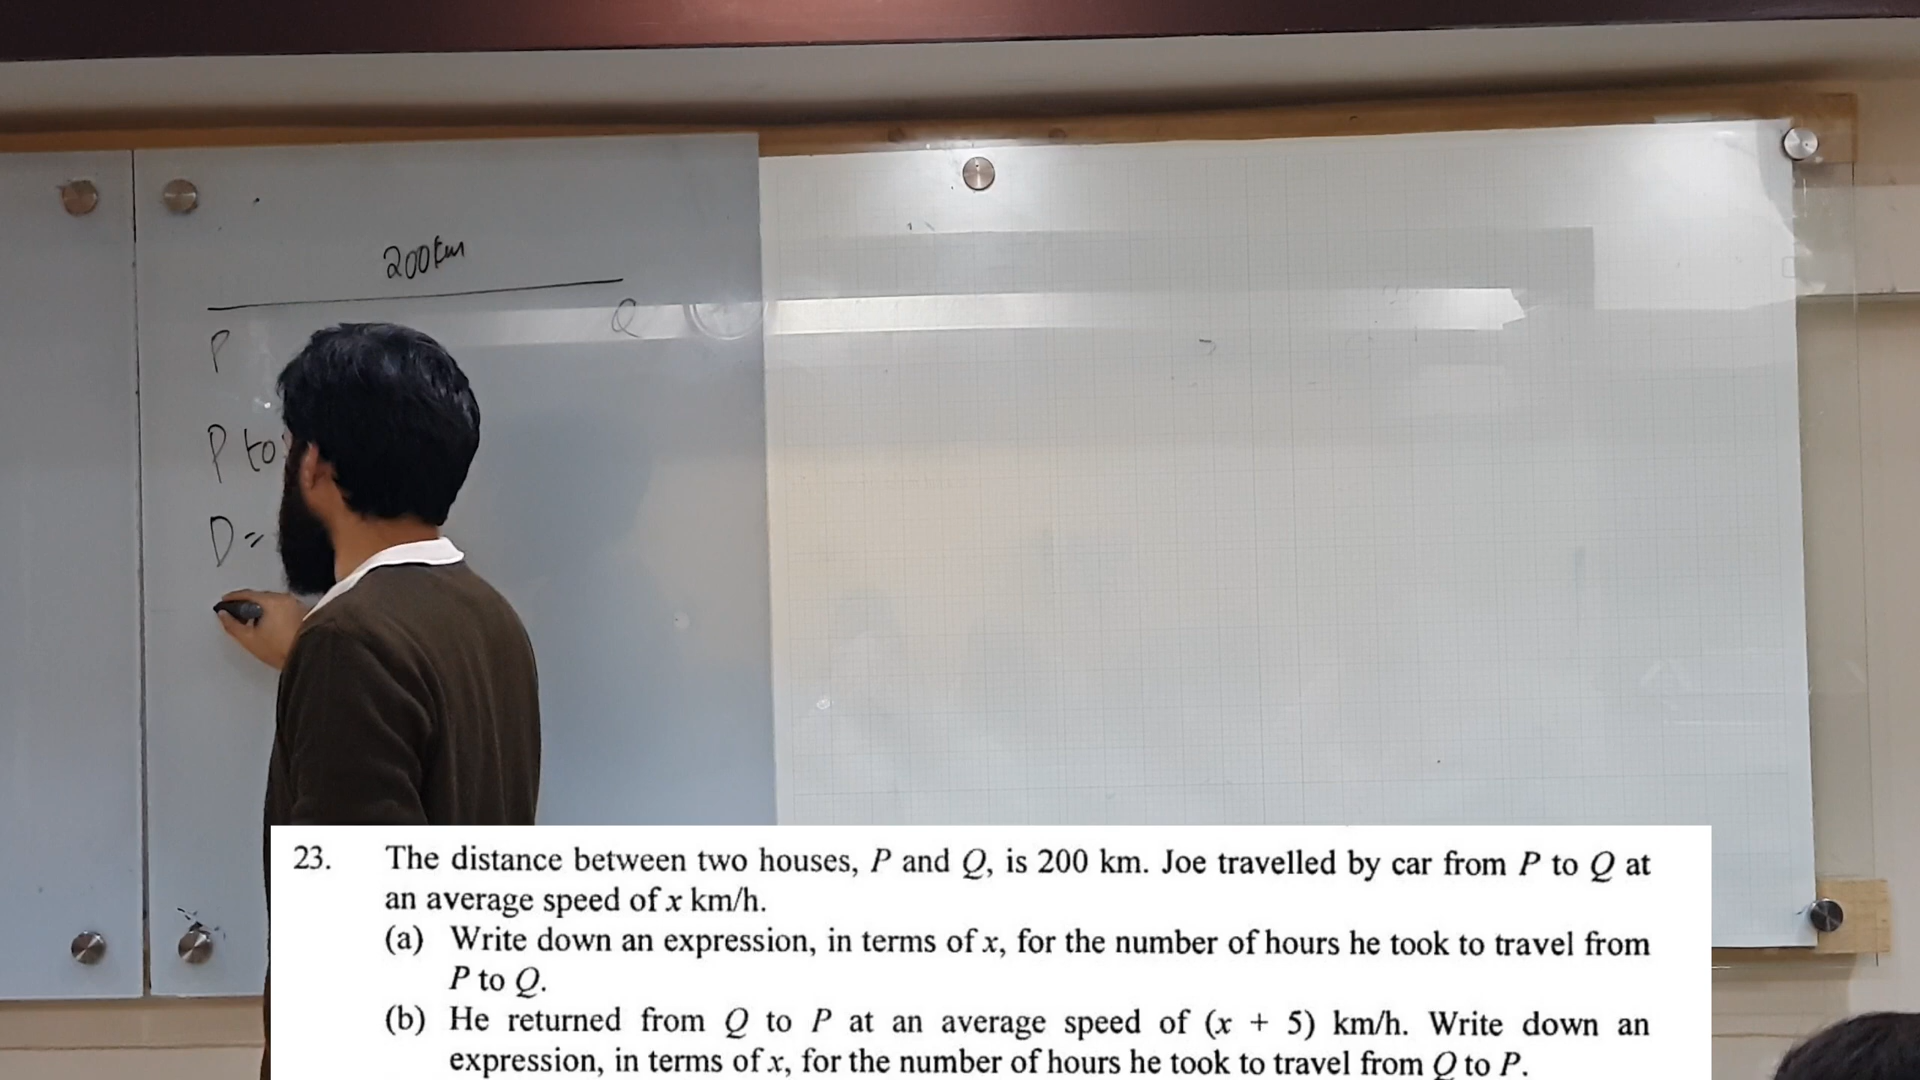 200km
P
Q
P to
D=
23. The distance between two houses, P and Q, is 200 km. Joe travelled by car from P to Q at
an average speed of x km/h.
(a) Write down an expression, in terms of x, for the number of hours he took to travel from
P to Q.
(b) He returned from Q to P at an average speed of (x + 5) km/h. Write down an
expression, in terms of x, for the number of hours he took to travel from Q to P.